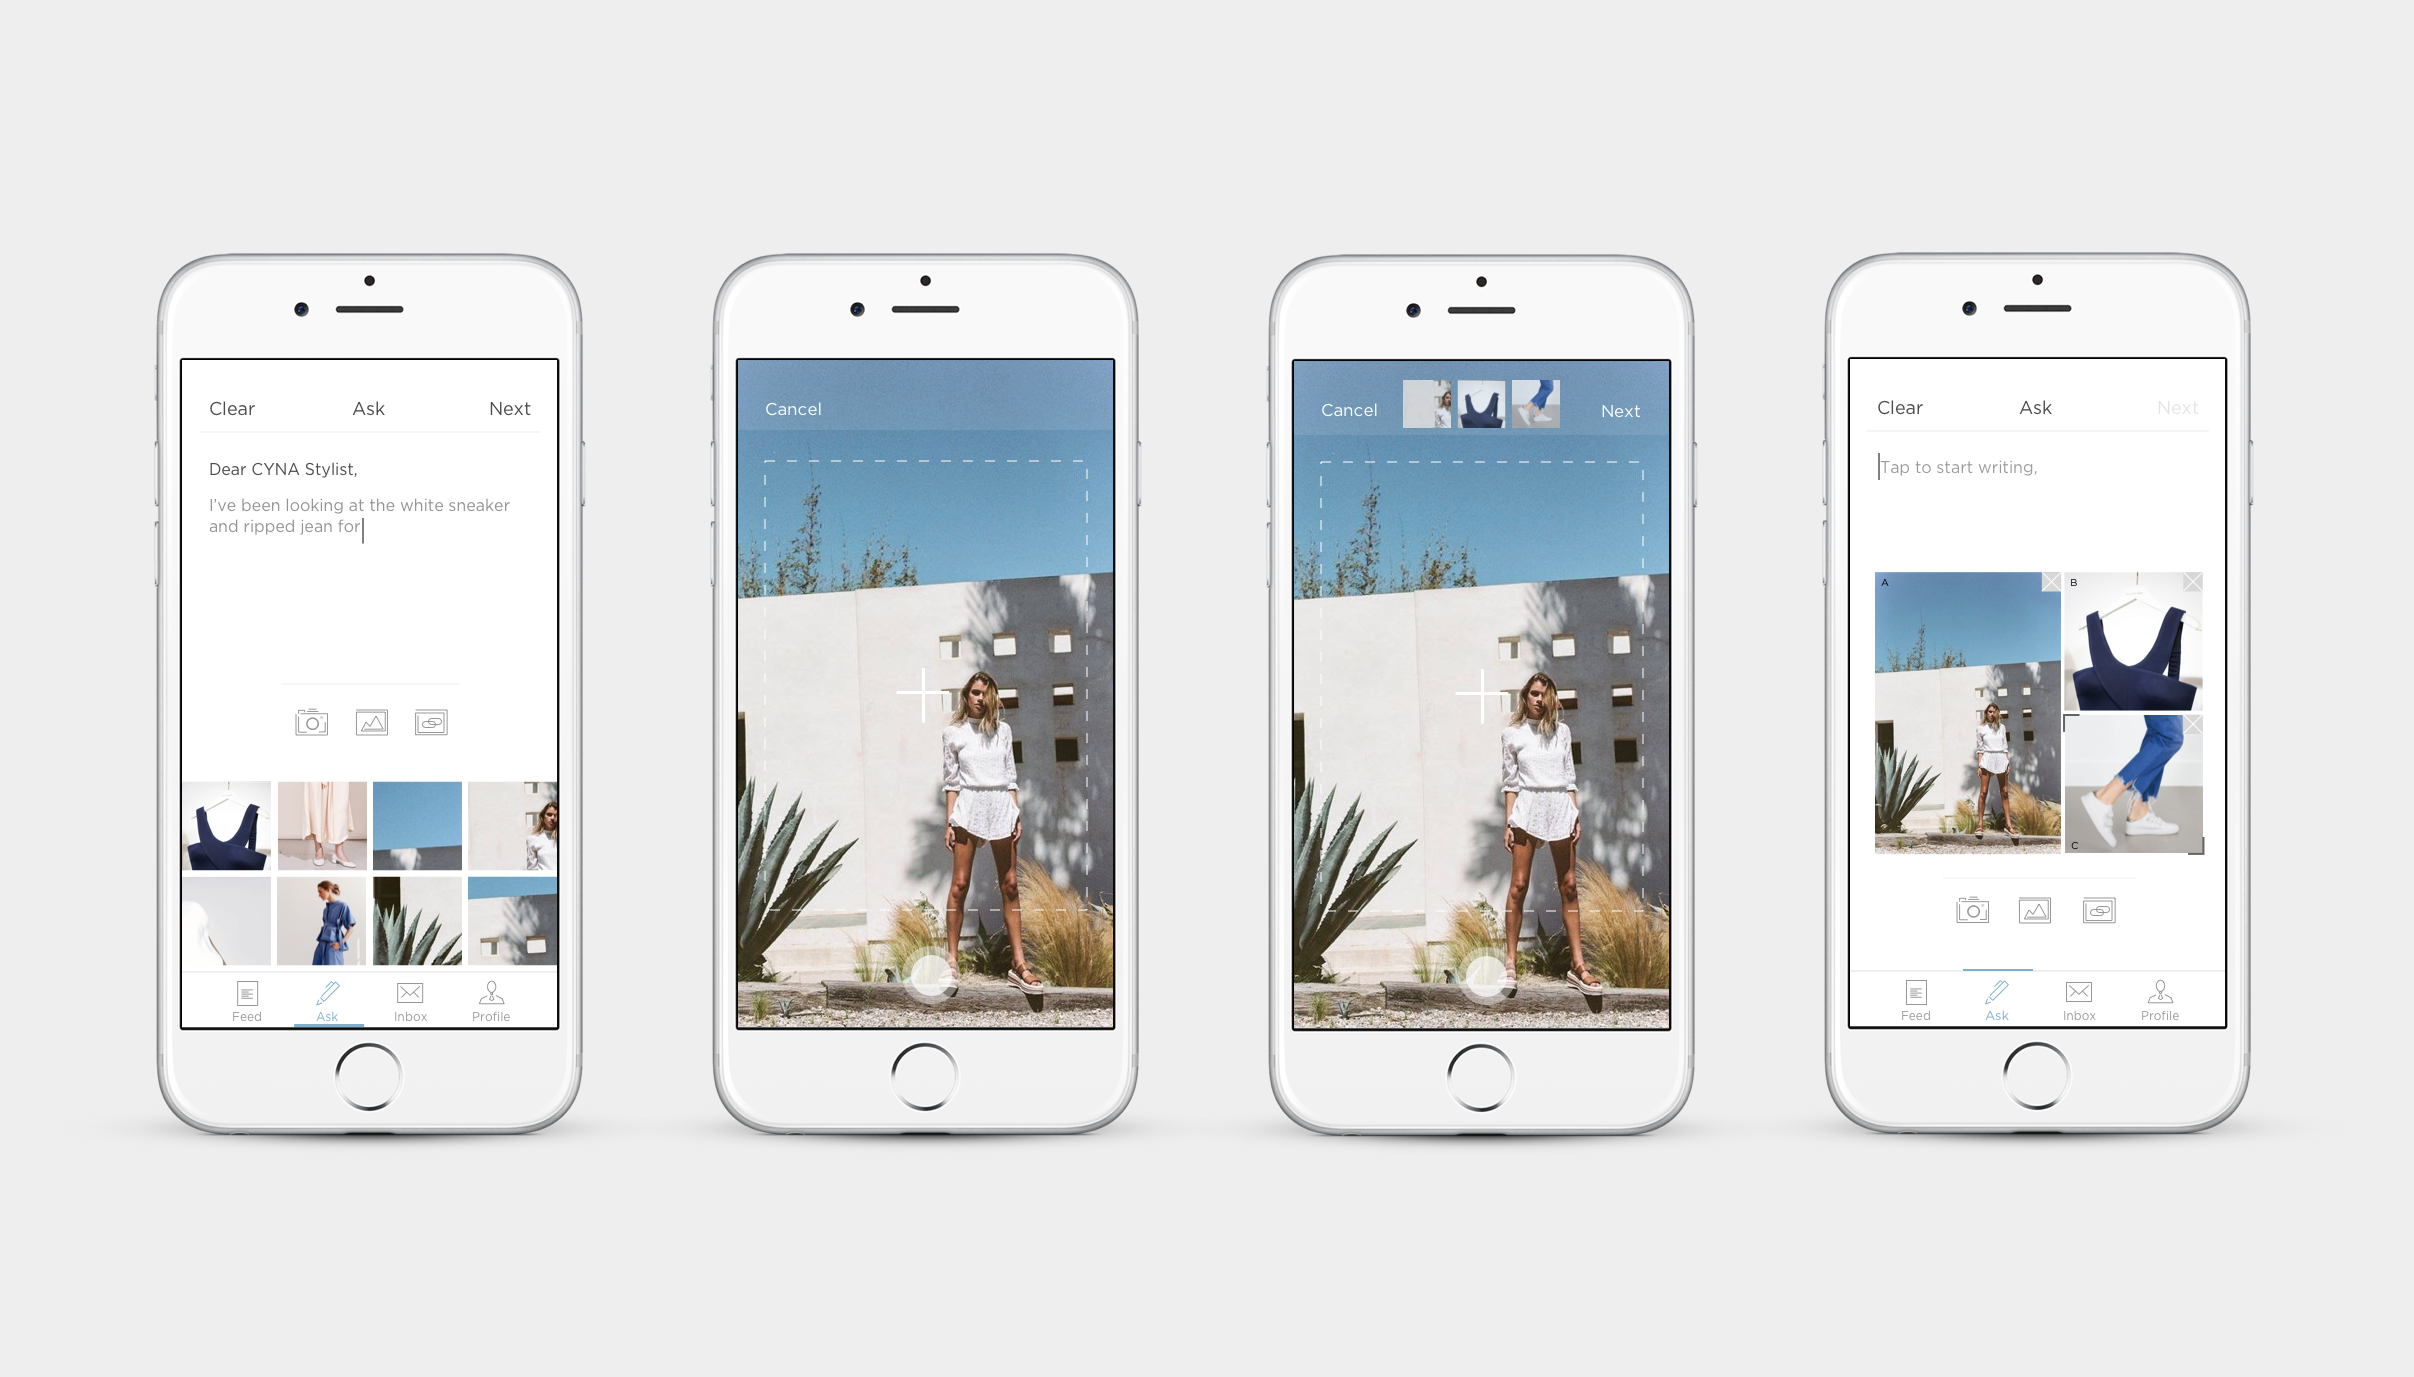 Clear Ask Next
Dear CYNA Stylist,
I've been looking at the white sneaker
and ripped jean for
Feed Ask Inbox Profile
Cancel
Cancel Next
Clear Ask Next
Tap to start writing,
A
B
C
Feed Ask Inbox Profile